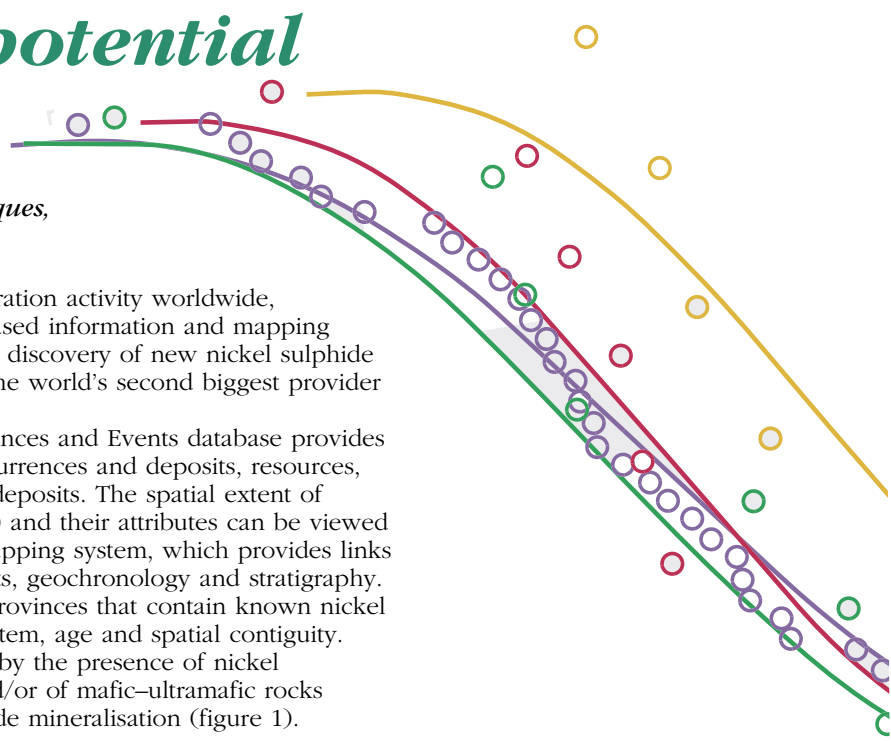 potential
ques,
ration activity worldwide,
ased information and mapping
discovery of new nickel sulphide
he world's second biggest provider
nces and Events database provides
urrences and deposits, resources,
deposits. The spatial extent of
) and their attributes can be viewed
apping system, which provides links
ts, geochronology and stratigraphy.
rovinces that contain known nickel
tem, age and spatial contiguity.
by the presence of nickel
d/or of mafic–ultramafic rocks
de mineralisation (figure 1).